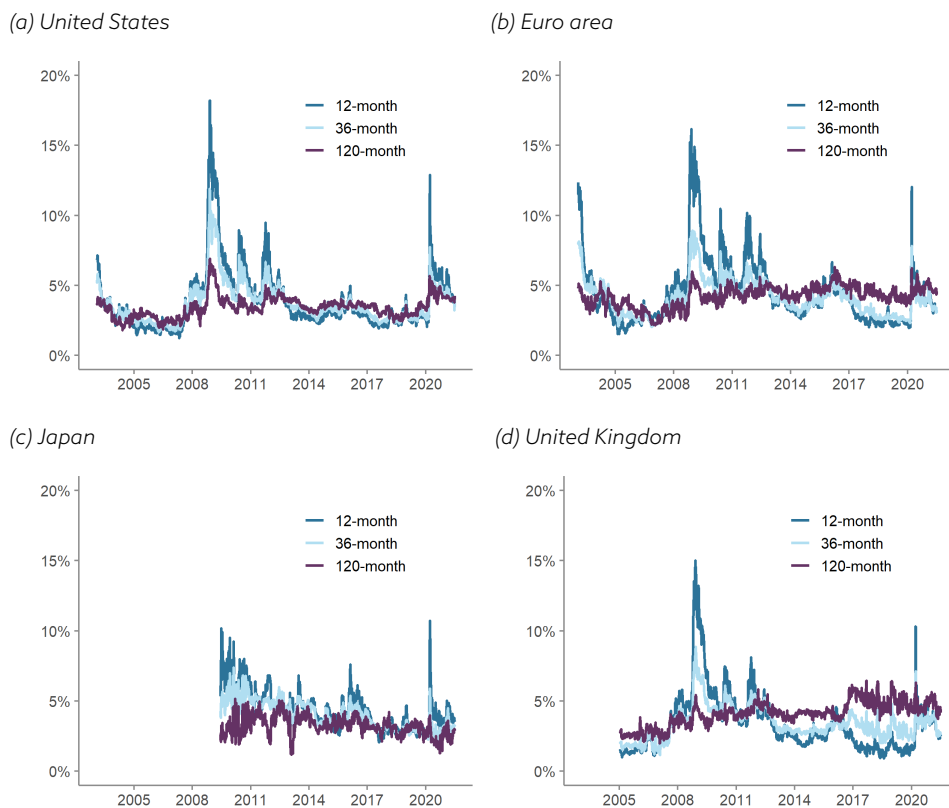 (a) United States
20%
15%
10%
5%
0%
12-month
36-month
120-month
2005 2008 2011 2014 2017 2020
(b) Euro area
20%
15%
10%
5%
0%
12-month
36-month
120-month
2005 2008 2011 2014 2017 2020
(c) Japan
20%
15%
10%
5%
0%
12-month
36-month
120-month
2005 2008 2011 2014 2017 2020
(d) United Kingdom
20%
15%
10%
5%
0%
12-month
36-month
120-month
2005 2008 2011 2014 2017 2020